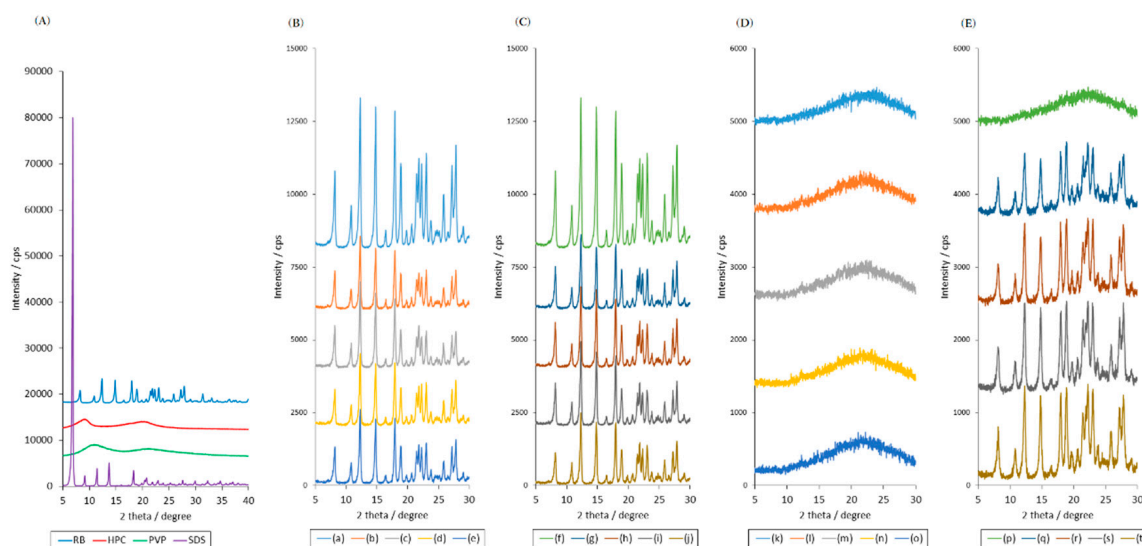 (A)
90000
80000
70000
60000
50000
40000
30000
20000
10000
0
Intensity / cps
5 10 15 20 25 30 35 40
2 theta / degree
RB HPC PVP SDS
(B)
15000
12500
10000
7500
5000
2500
0
Intensity / cps
5 10 15 20 25 30
2 theta / degree
(a) (b) (c) (d) (e)
(C)
15000
12500
10000
7500
5000
2500
0
Intensity / cps
5 10 15 20 25 30
2 theta / degree
(f) (g) (h) (i) (j)
(D)
6000
5000
4000
3000
2000
1000
0
Intensity / cps
5 10 15 20 25 30
2 theta / degree
(k) (l) (m) (n) (o)
(E)
6000
5000
4000
3000
2000
1000
0
Intensity / cps
5 10 15 20 25 30
2 theta / degree
(p) (q) (r) (s)